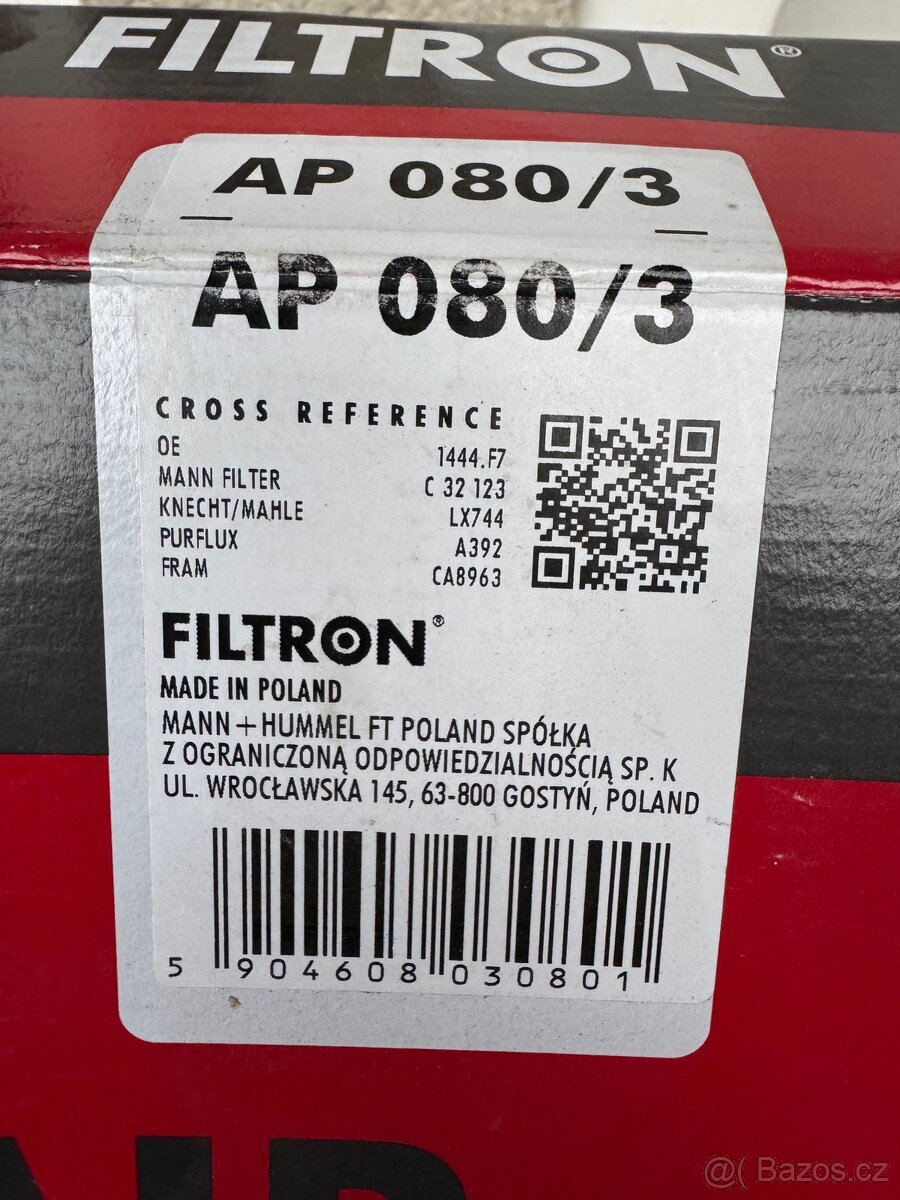 FILTRON®
AP 080/3
AP 080/3
CROSS REFERENCE
OE 1444.F7
MANN FILTER C 32 123
KNECHT/MAHLE LX744
PURFLUX A392
FRAM CA8963
FILTRON®
MADE IN POLAND
MANN+HUMMEL FT POLAND SPÓŁKA
Z OGRANICZONĄ ODPOWIEDZIALNOŚCIĄ SP. K
UL. WROCŁAWSKA 145, 63-800 GOSTYŃ, POLAND
5 904608 030801
@( Bazos.cz